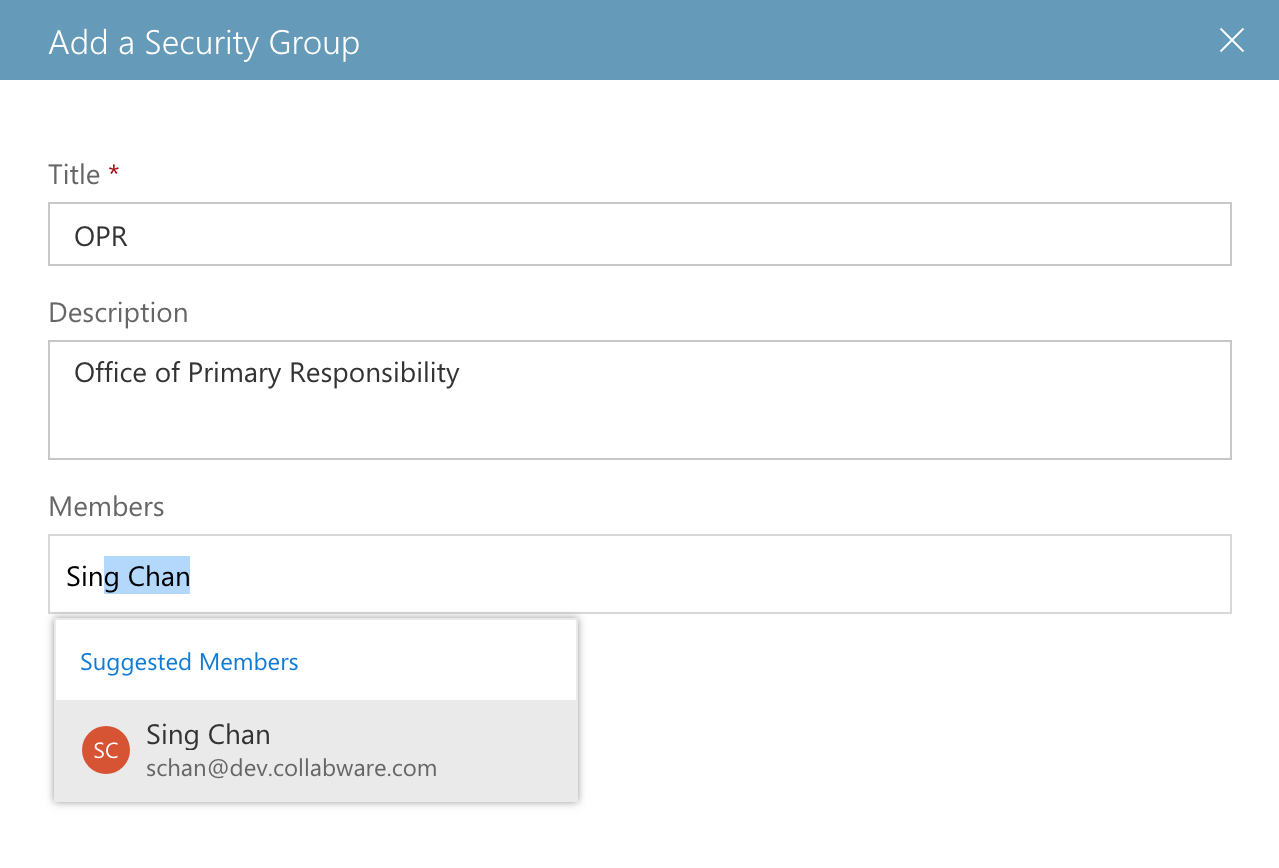 Add a Security Group
Title *
OPR
Description
Office of Primary Responsibility
Members
Sing Chan
Suggested Members
SC
Sing Chan
schan@dev.collabware.com